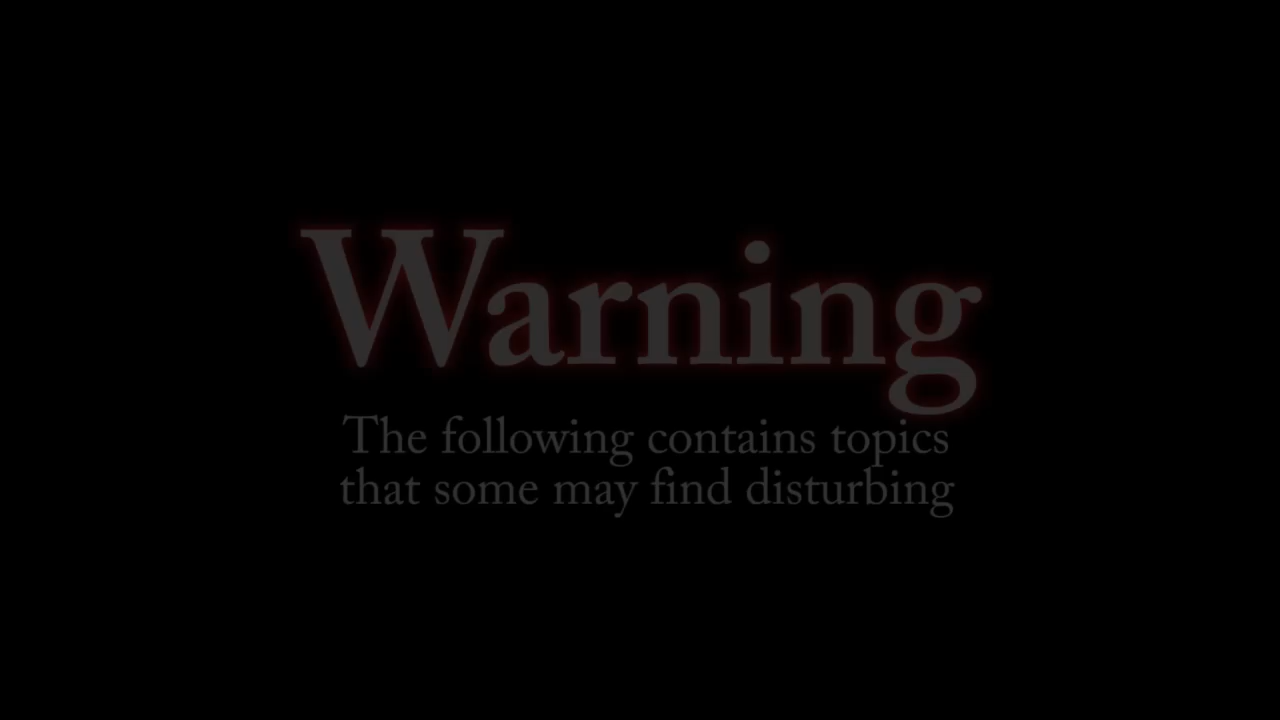 Warning
The following contains topics
that some may find disturbing